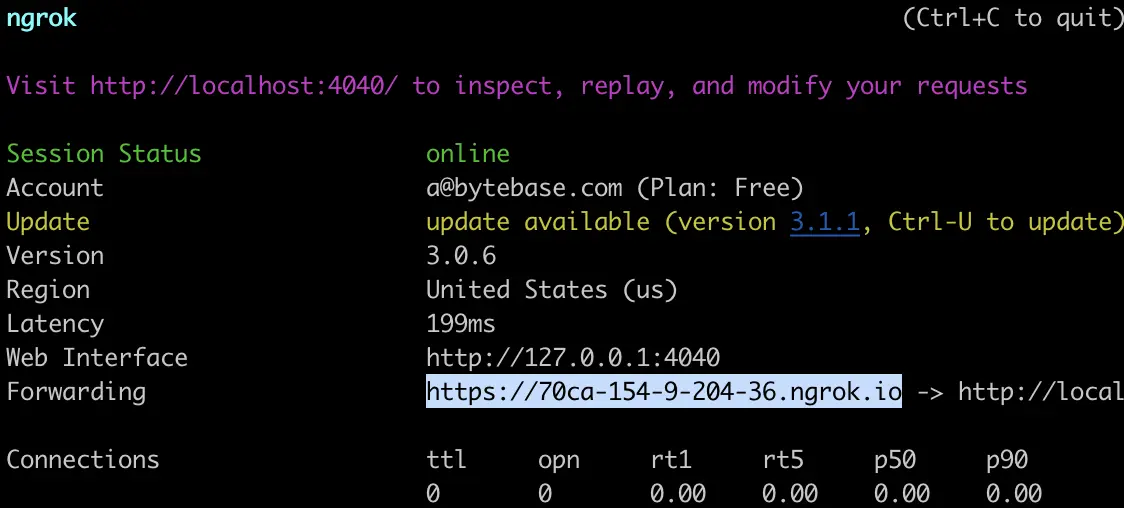 ngrok (Ctrl+C to quit)
Visit http://localhost:4040/ to inspect, replay, and modify your requests
Session Status online
Account a@bytebase.com (Plan: Free)
Update update available (version 3.1.1, Ctrl-U to update)
Version 3.0.6
Region United States (us)
Latency 199ms
Web Interface http://127.0.0.1:4040
Forwarding https://70ca-154-9-204-36.ngrok.io -> http://local
Connections ttl opn rt1 rt5 p50 p90
0 0 0.00 0.00 0.00 0.00